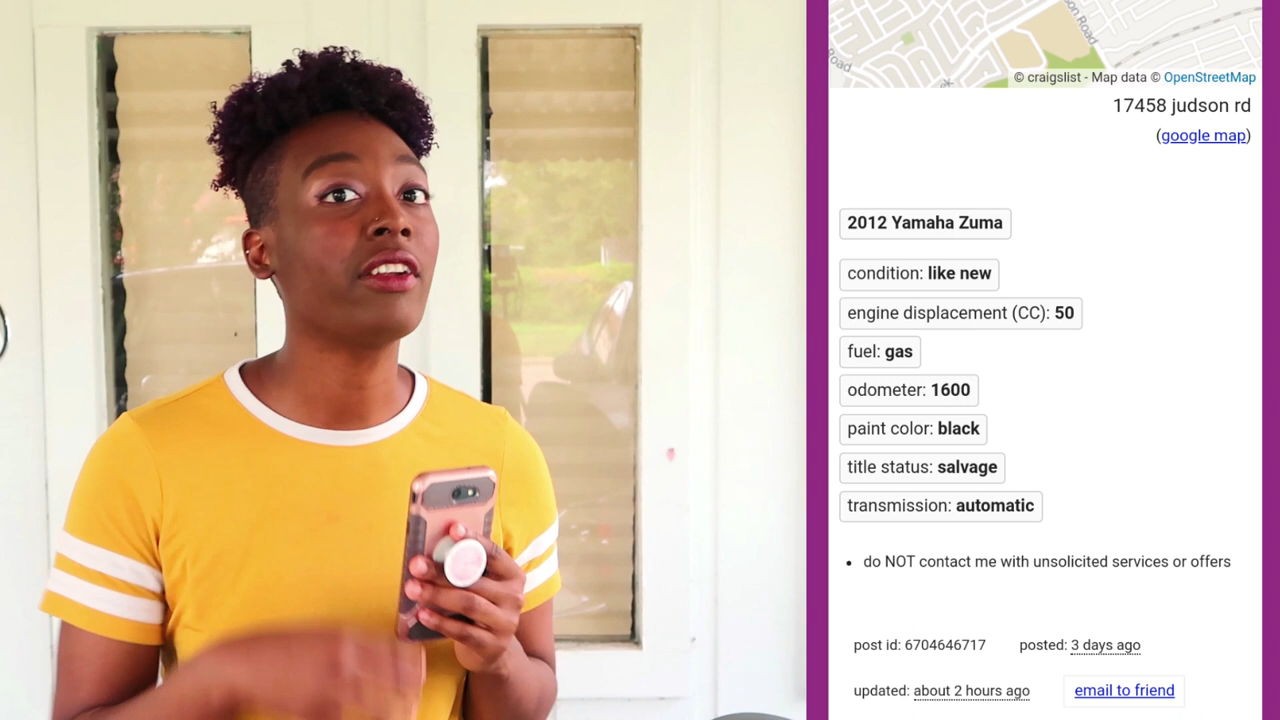 Road
son Road
© craigslist - Map data © OpenStreetMap
17458 judson rd
(google map)
2012 Yamaha Zuma
condition: like new
engine displacement (CC): 50
fuel: gas
odometer: 1600
paint color: black
title status: salvage
transmission: automatic
• do NOT contact me with unsolicited services or offers
post id: 6704646717 posted: 3 days ago
updated: about 2 hours ago email to friend